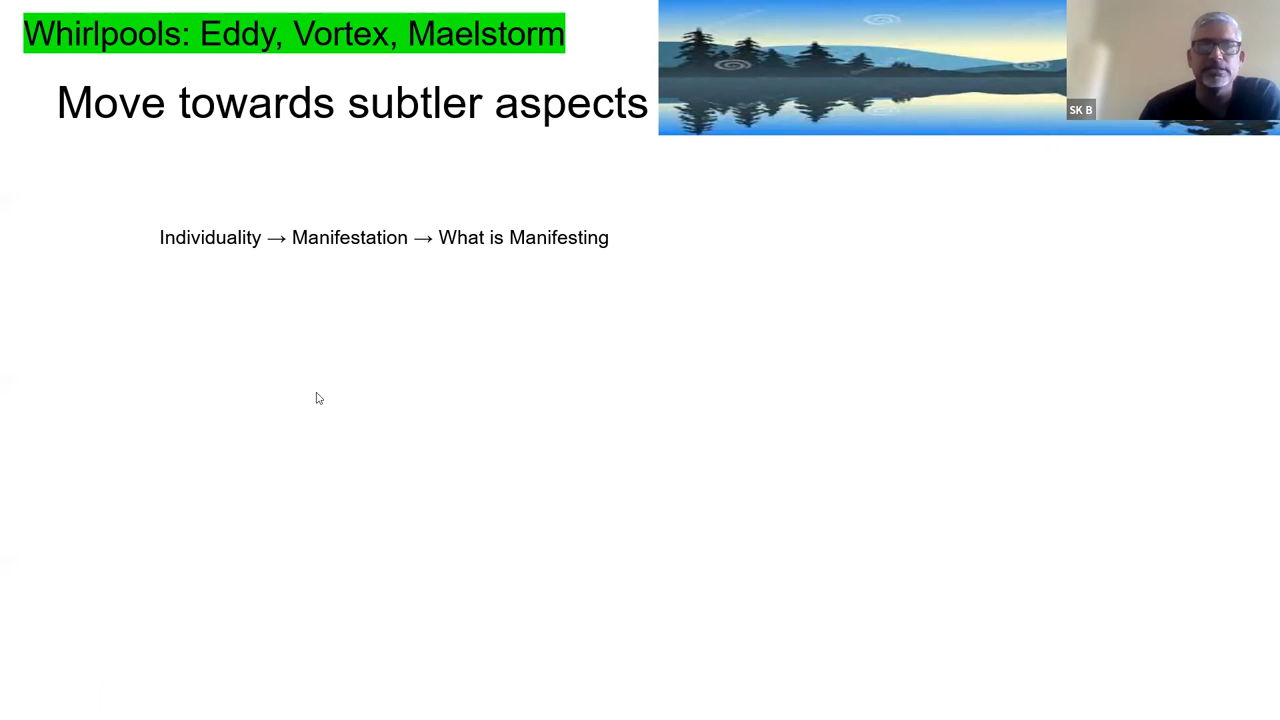 Whirlpools: Eddy, Vortex, Maelstorm
Move towards subtler aspects
SK B
Individuality → Manifestation → What is Manifesting